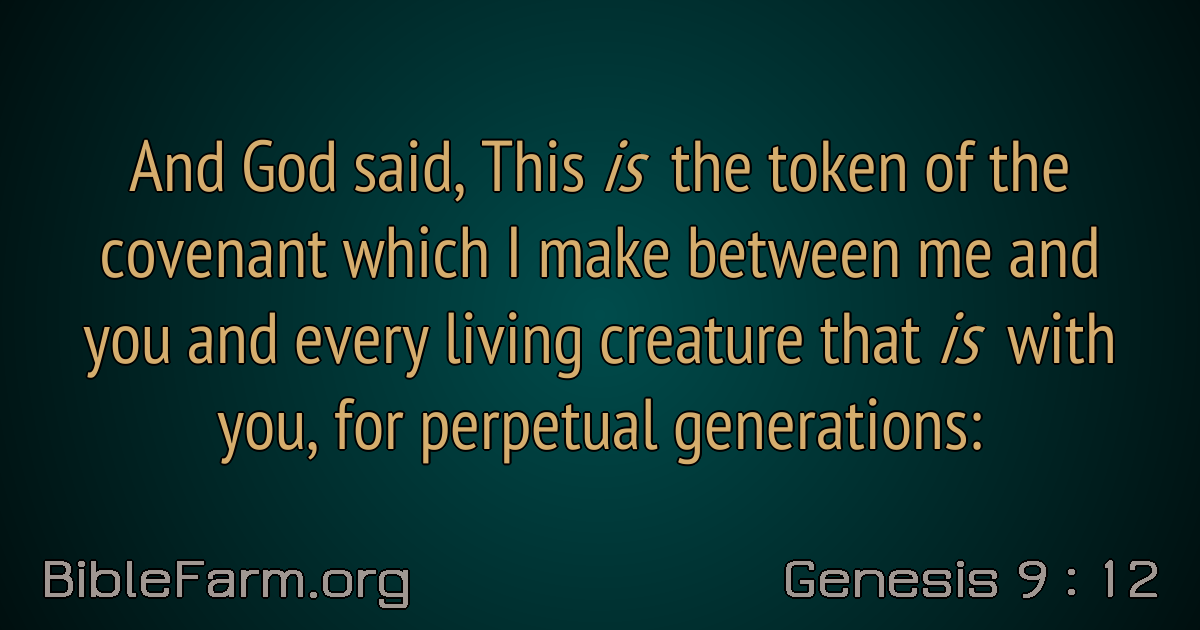 And God said, This is the token of the
covenant which I make between me and
you and every living creature that is with
you, for perpetual generations:
BibleFarm.org
Genesis 9 : 12